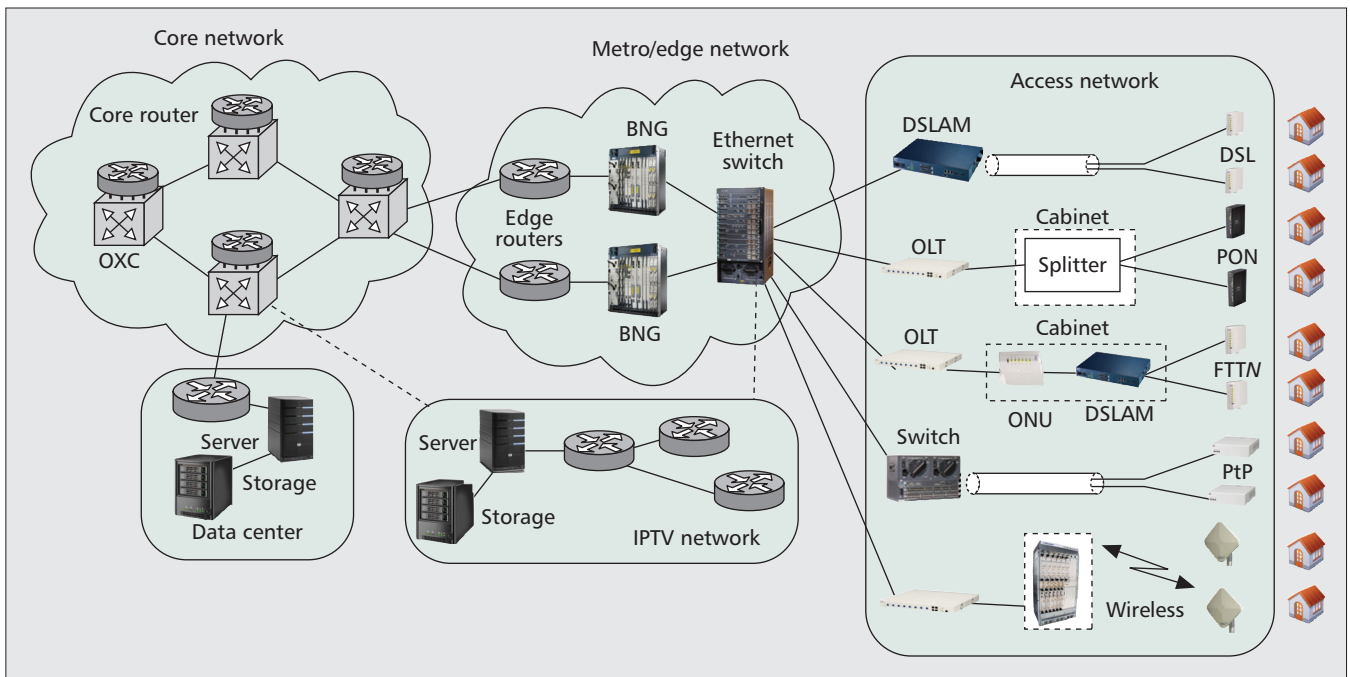 Core network
Metro/edge network
Access network
Core router
BNG
Ethernet
switch
DSLAM
DSL
Edge
routers
OXC
Cabinet
OLT
Splitter
PON
BNG
Cabinet
OLT
FTTN
ONU
DSLAM
Server
Storage
Data center
Server
Storage
IPTV network
Switch
PtP
Wireless